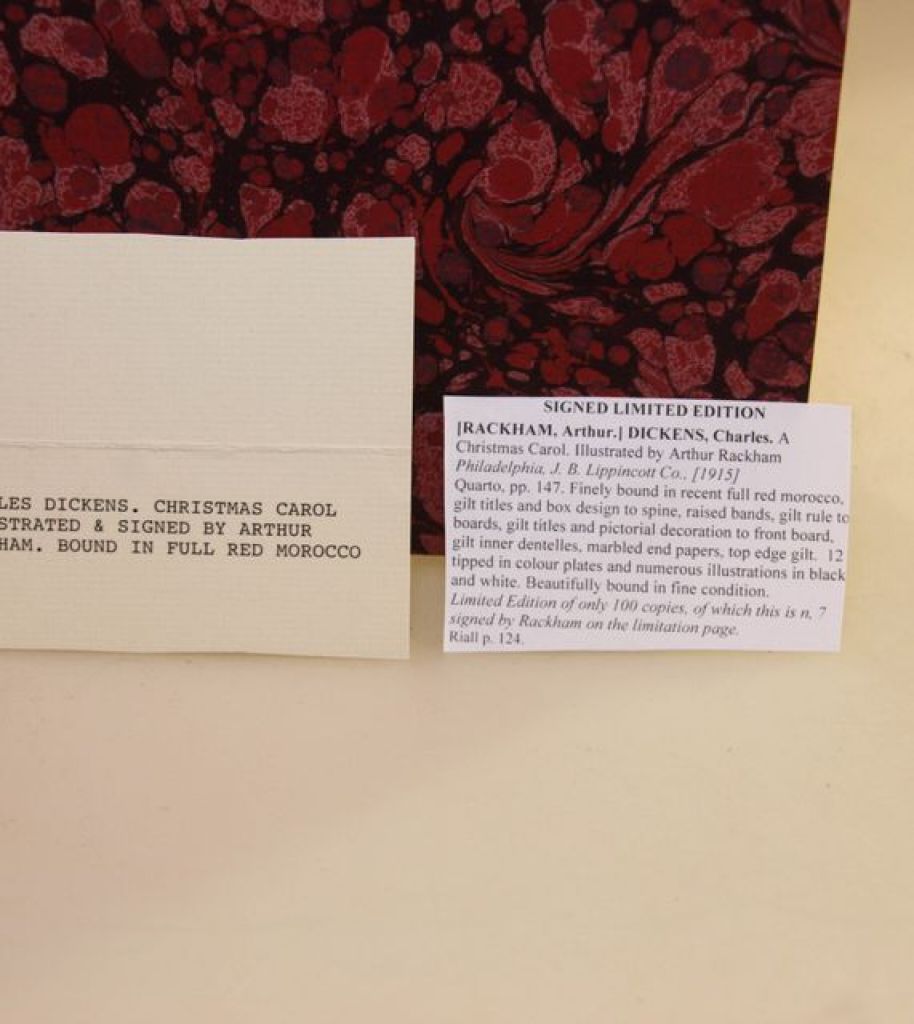 LES DICKENS. CHRISTMAS CAROL
STRATED & SIGNED BY ARTHUR
HAM. BOUND IN FULL RED MOROCCO
SIGNED LIMITED EDITION
[RACKHAM, Arthur.] DICKENS, Charles. A
Christmas Carol. Illustrated by Arthur Rackham
Philadelphia, J. B. Lippincott Co., [1915]
Quarto, pp. 147. Finely bound in recent full red morocco,
gilt titles and box design to spine, raised bands, gilt rule to
boards, gilt titles and pictorial decoration to front board,
gilt inner dentelles, marbled end papers, top edge gilt. 12
tipped in colour plates and numerous illustrations in black
and white. Beautifully bound in fine condition.
Limited Edition of only 100 copies, of which this is n. 7
signed by Rackham on the limitation page.
Riall p. 124.